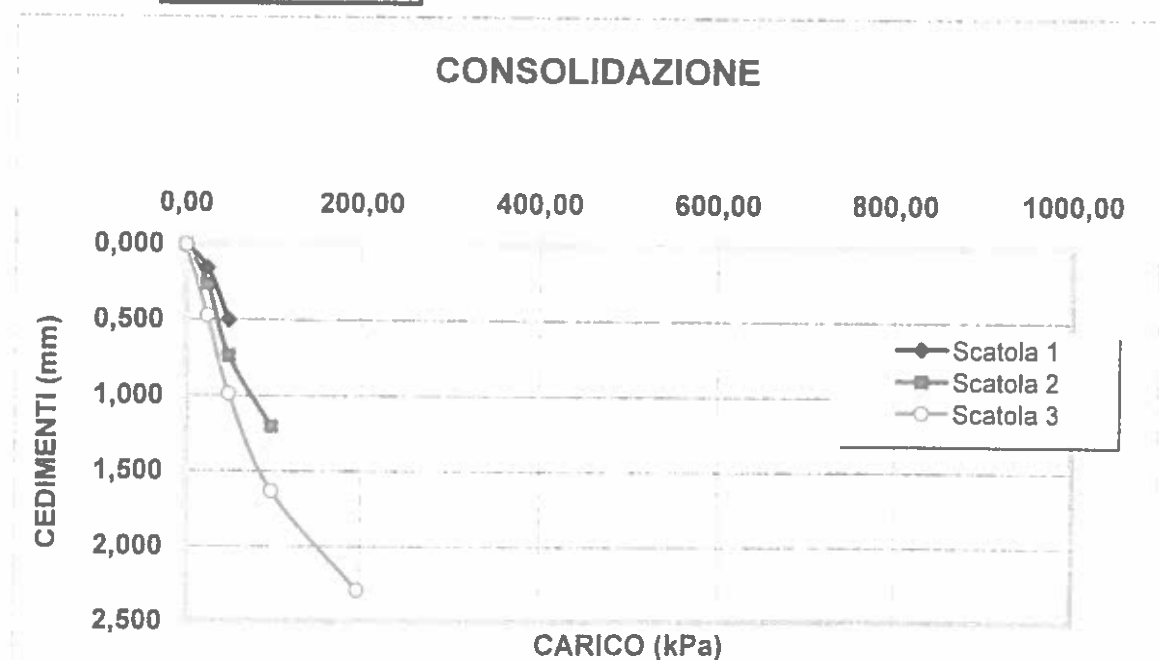 CONSOLIDAZIONE
0,00 200,00 400,00 600,00 800,00 1000,00
0,000
0,500
1,000
1,500
2,000
2,500
CEDIMENTI (mm)
Scatola 1
Scatola 2
Scatola 3
CARICO (kPa)